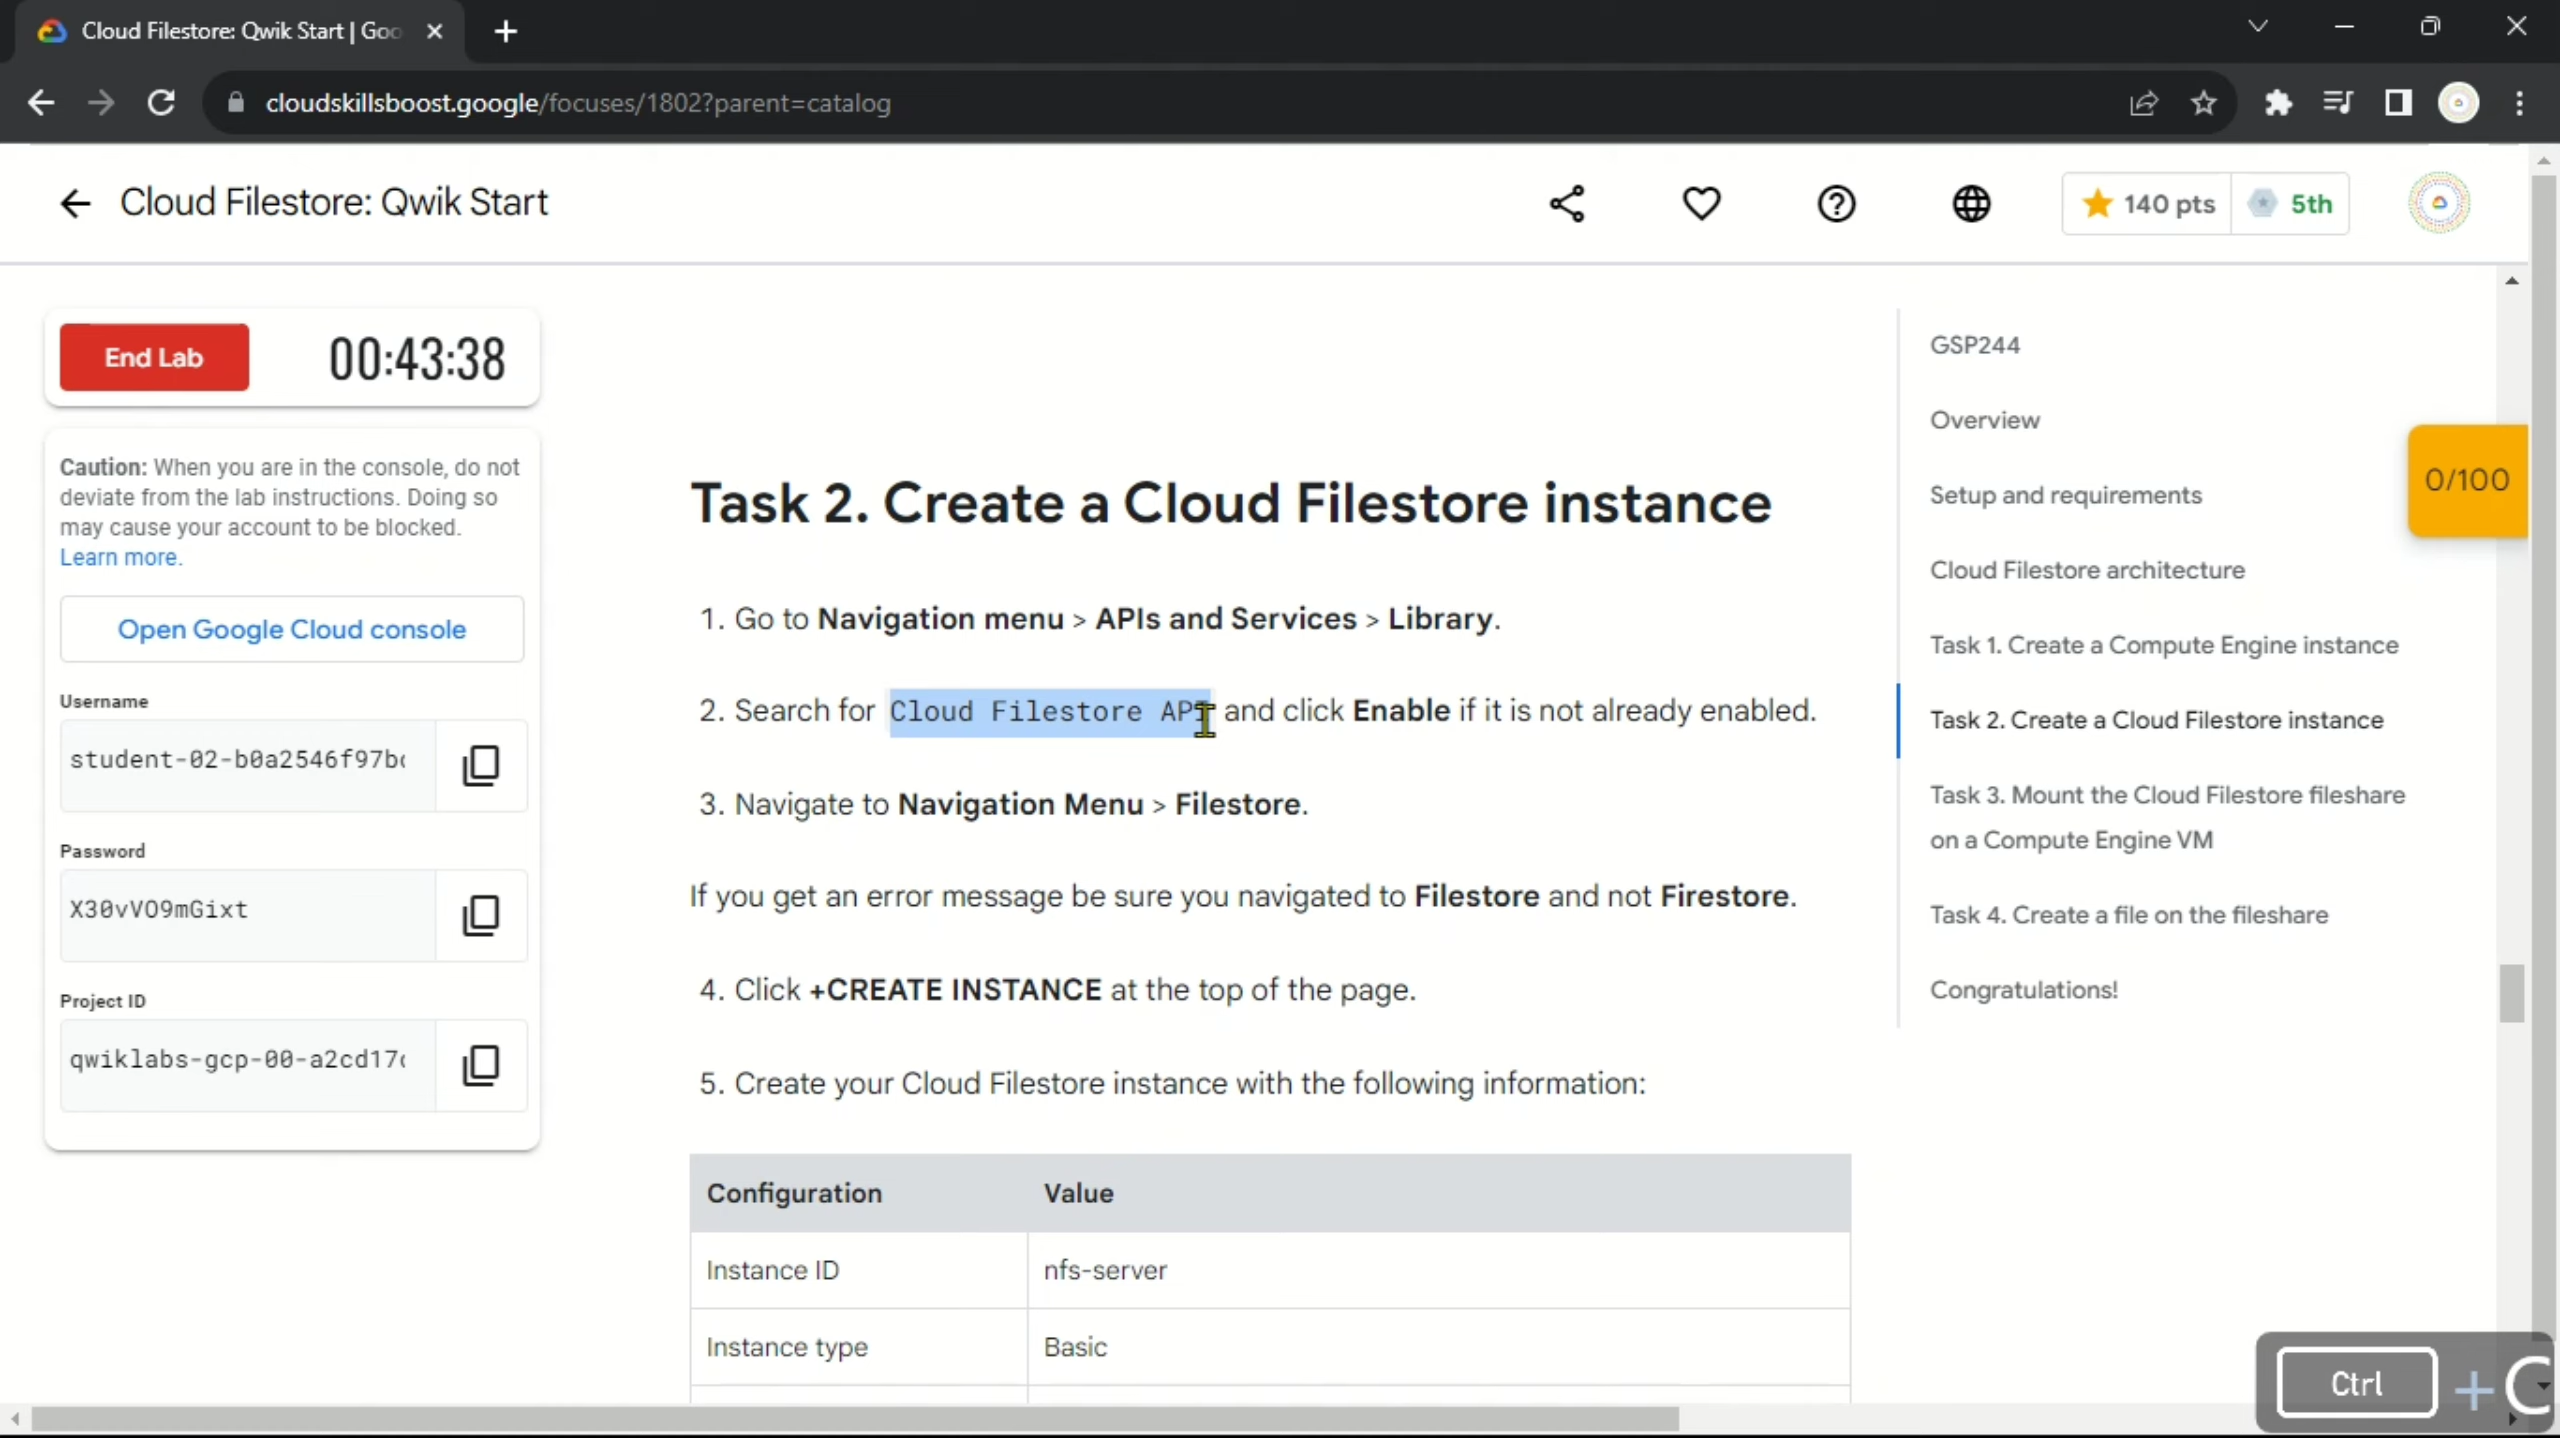 Cloud Filestore: Qwik Start | Goo
cloudskillsboost.google/focuses/1802?parent=catalog
Cloud Filestore: Qwik Start
140 pts
5th
End Lab
00:43:38
Caution: When you are in the console, do not
deviate from the lab instructions. Doing so
may cause your account to be blocked.
Learn more.
Open Google Cloud console
Username
student-02-b0a2546f97b
Password
X30vVO9mGixt
Project ID
qwiklabs-gcp-00-a2cd17
Task 2. Create a Cloud Filestore instance
1. Go to Navigation menu > APIs and Services > Library.
2. Search for Cloud Filestore API and click Enable if it is not already enabled.
3. Navigate to Navigation Menu > Filestore.
If you get an error message be sure you navigated to Filestore and not Firestore.
4. Click +CREATE INSTANCE at the top of the page.
5. Create your Cloud Filestore instance with the following information:
Configuration Value
Instance ID nfs-server
Instance type Basic
GSP244
Overview
Setup and requirements
Cloud Filestore architecture
Task 1. Create a Compute Engine instance
Task 2. Create a Cloud Filestore instance
Task 3. Mount the Cloud Filestore fileshare
on a Compute Engine VM
Task 4. Create a file on the fileshare
Congratulations!
0/100
Ctrl + C